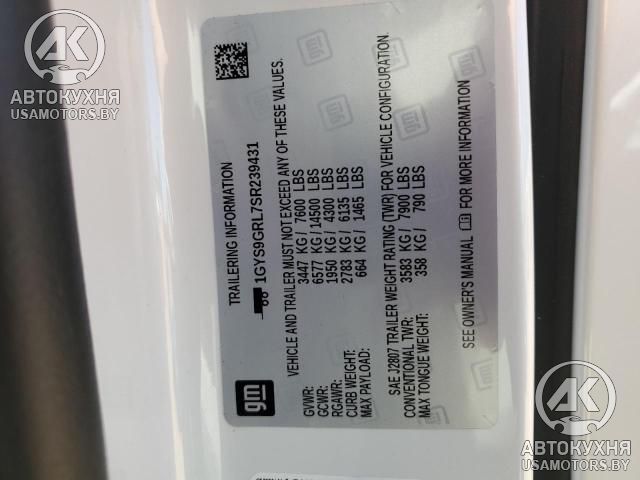 AK
АВТОКУХНЯ
USAMOTORS.BY
gm
TRAILERING INFORMATION
1GYS9GRL7SR239431
VEHICLE AND TRAILER MUST NOT EXCEED ANY OF THESE VALUES.
GVWR: 3447 KG / 7600 LBS
GCWR: 6577 KG / 14500 LBS
RGAWR: 1950 KG / 4300 LBS
CURB WEIGHT: 2783 KG / 6135 LBS
MAX PAYLOAD: 664 KG / 1465 LBS
SAE J2807 TRAILER WEIGHT RATING (TWR) FOR VEHICLE CONFIGURATION.
CONVENTIONAL TWR: 3583 KG / 7900 LBS
MAX TONGUE WEIGHT: 358 KG / 790 LBS
SEE OWNER'S MANUAL FOR MORE INFORMATION
AK
АВТОКУХНЯ
USAMOTORS.BY